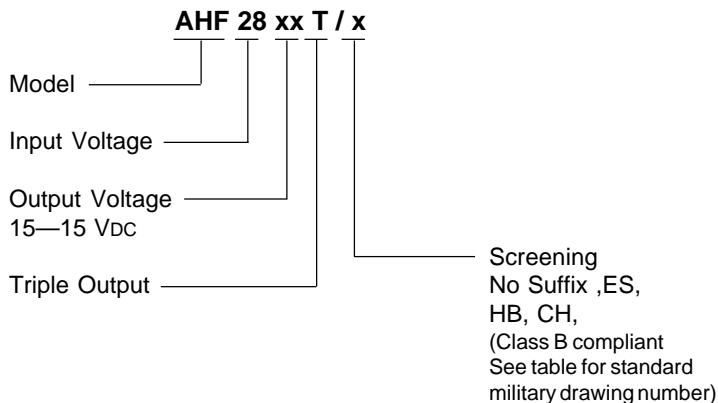 AHF 28 xx T / x
Model
Input Voltage
Output Voltage
15—15 VDC
Triple Output
Screening
No Suffix ,ES,
HB, CH,
(Class B compliant
See table for standard
military drawing number)